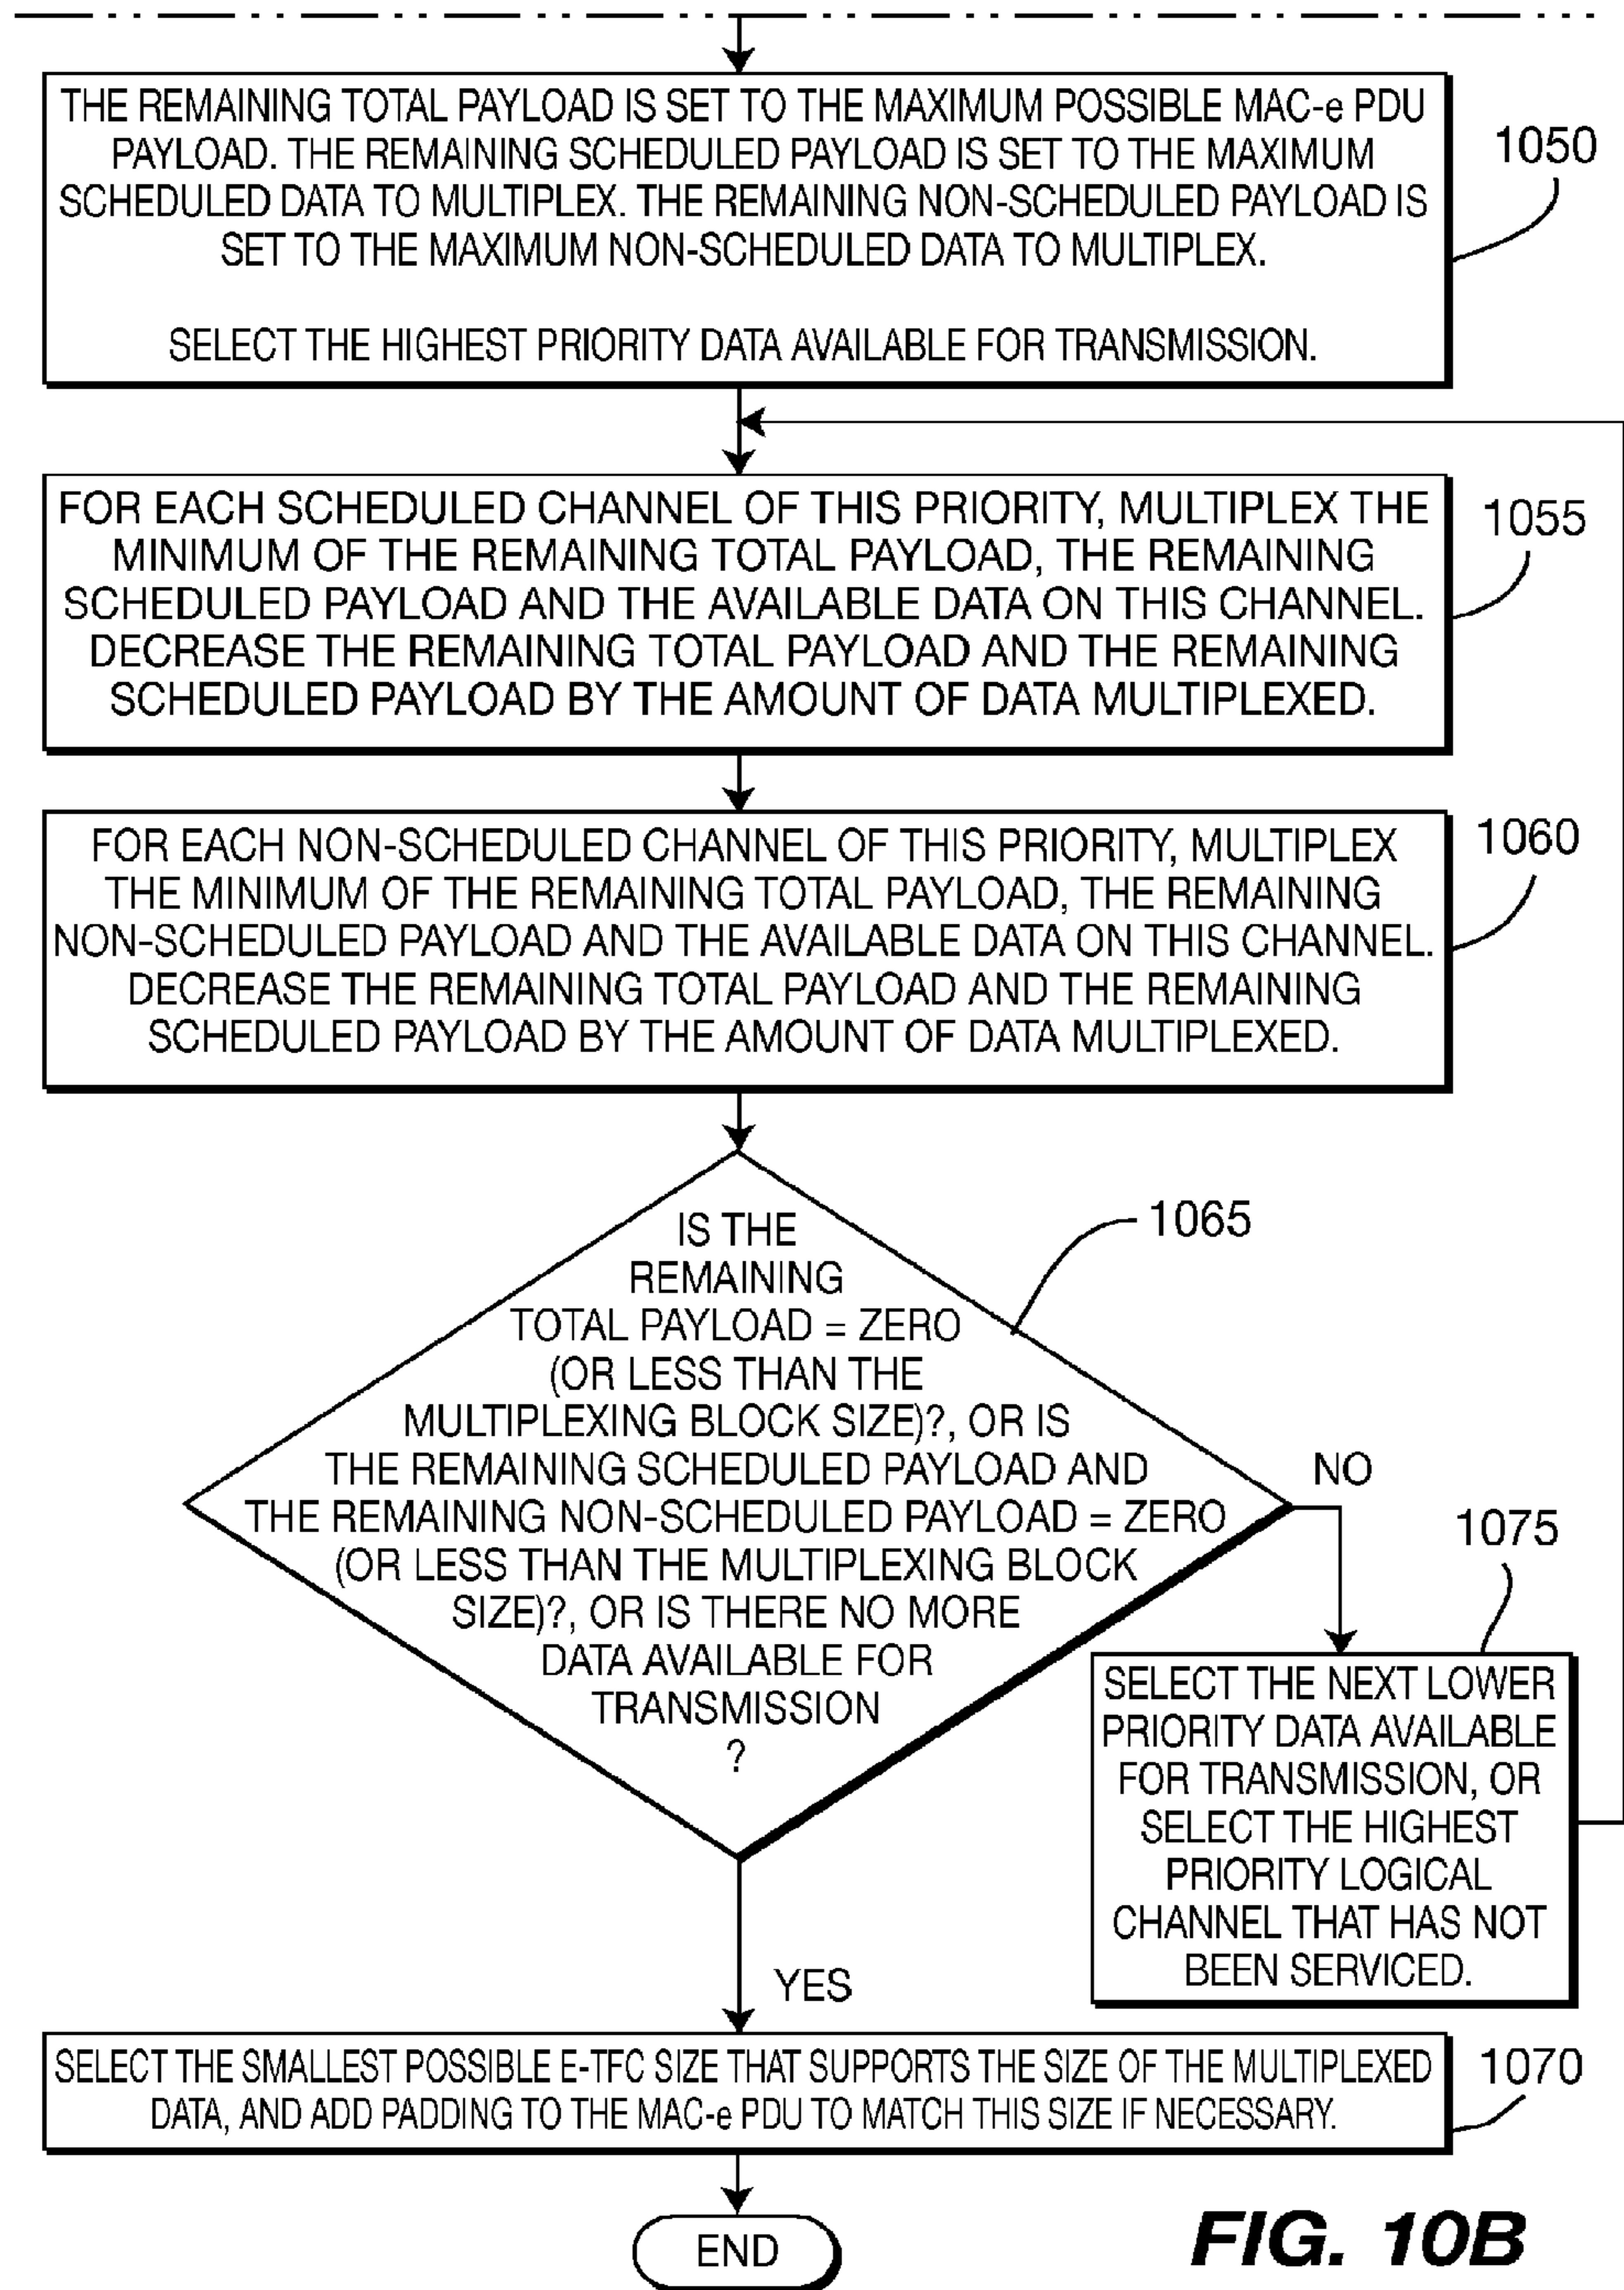 THE REMAINING TOTAL PAYLOAD IS SET TO THE MAXIMUM POSSIBLE MAC-e PDU
PAYLOAD. THE REMAINING SCHEDULED PAYLOAD IS SET TO THE MAXIMUM
SCHEDULED DATA TO MULTIPLEX. THE REMAINING NON-SCHEDULED PAYLOAD IS
SET TO THE MAXIMUM NON-SCHEDULED DATA TO MULTIPLEX.
SELECT THE HIGHEST PRIORITY DATA AVAILABLE FOR TRANSMISSION.
1050
FOR EACH SCHEDULED CHANNEL OF THIS PRIORITY, MULTIPLEX THE
MINIMUM OF THE REMAINING TOTAL PAYLOAD, THE REMAINING
SCHEDULED PAYLOAD AND THE AVAILABLE DATA ON THIS CHANNEL.
DECREASE THE REMAINING TOTAL PAYLOAD AND THE REMAINING
SCHEDULED PAYLOAD BY THE AMOUNT OF DATA MULTIPLEXED.
1055
FOR EACH NON-SCHEDULED CHANNEL OF THIS PRIORITY, MULTIPLEX
THE MINIMUM OF THE REMAINING TOTAL PAYLOAD, THE REMAINING
NON-SCHEDULED PAYLOAD AND THE AVAILABLE DATA ON THIS CHANNEL.
DECREASE THE REMAINING TOTAL PAYLOAD AND THE REMAINING
SCHEDULED PAYLOAD BY THE AMOUNT OF DATA MULTIPLEXED.
1060
IS THE
REMAINING
TOTAL PAYLOAD = ZERO
(OR LESS THAN THE
MULTIPLEXING BLOCK SIZE)?, OR IS
THE REMAINING SCHEDULED PAYLOAD AND
THE REMAINING NON-SCHEDULED PAYLOAD = ZERO
(OR LESS THAN THE MULTIPLEXING BLOCK
SIZE)?, OR IS THERE NO MORE
DATA AVAILABLE FOR
TRANSMISSION
?
1065
NO
1075
SELECT THE NEXT LOWER
PRIORITY DATA AVAILABLE
FOR TRANSMISSION, OR
SELECT THE HIGHEST
PRIORITY LOGICAL
CHANNEL THAT HAS NOT
BEEN SERVICED.
YES
SELECT THE SMALLEST POSSIBLE E-TFC SIZE THAT SUPPORTS THE SIZE OF THE MULTIPLEXED
DATA, AND ADD PADDING TO THE MAC-e PDU TO MATCH THIS SIZE IF NECESSARY.
1070
END
FIG. 10B